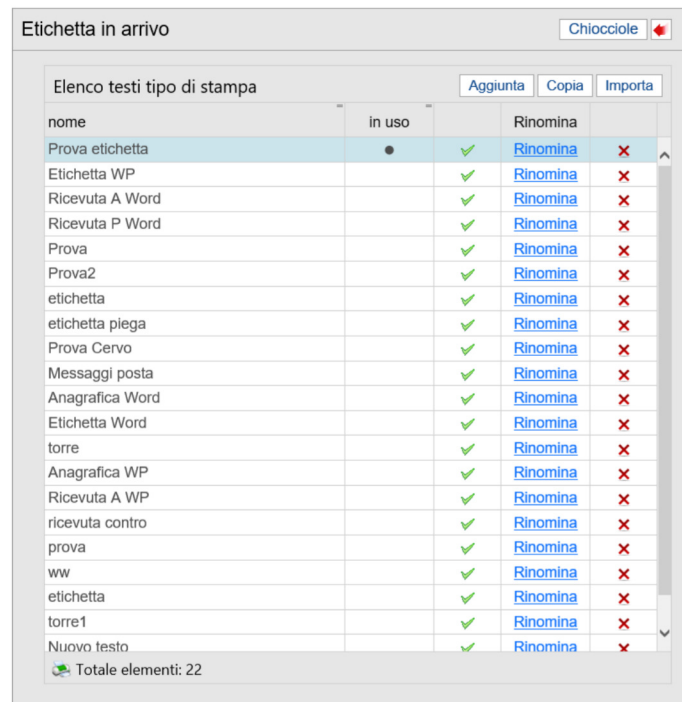 Etichetta in arrivo Chiocciole
Elenco testi tipo di stampa Aggiunta Copia Importa
nome in uso Rinomina
Prova etichetta Rinomina
Etichetta WP Rinomina
Ricevuta A Word Rinomina
Ricevuta P Word Rinomina
Prova Rinomina
Prova2 Rinomina
etichetta Rinomina
etichetta piega Rinomina
Prova Cervo Rinomina
Messaggi posta Rinomina
Anagrafica Word Rinomina
Etichetta Word Rinomina
torre Rinomina
Anagrafica WP Rinomina
Ricevuta A WP Rinomina
ricevuta contro Rinomina
prova Rinomina
ww Rinomina
etichetta Rinomina
torre1 Rinomina
Nuovo testo Rinomina
Totale elementi: 22